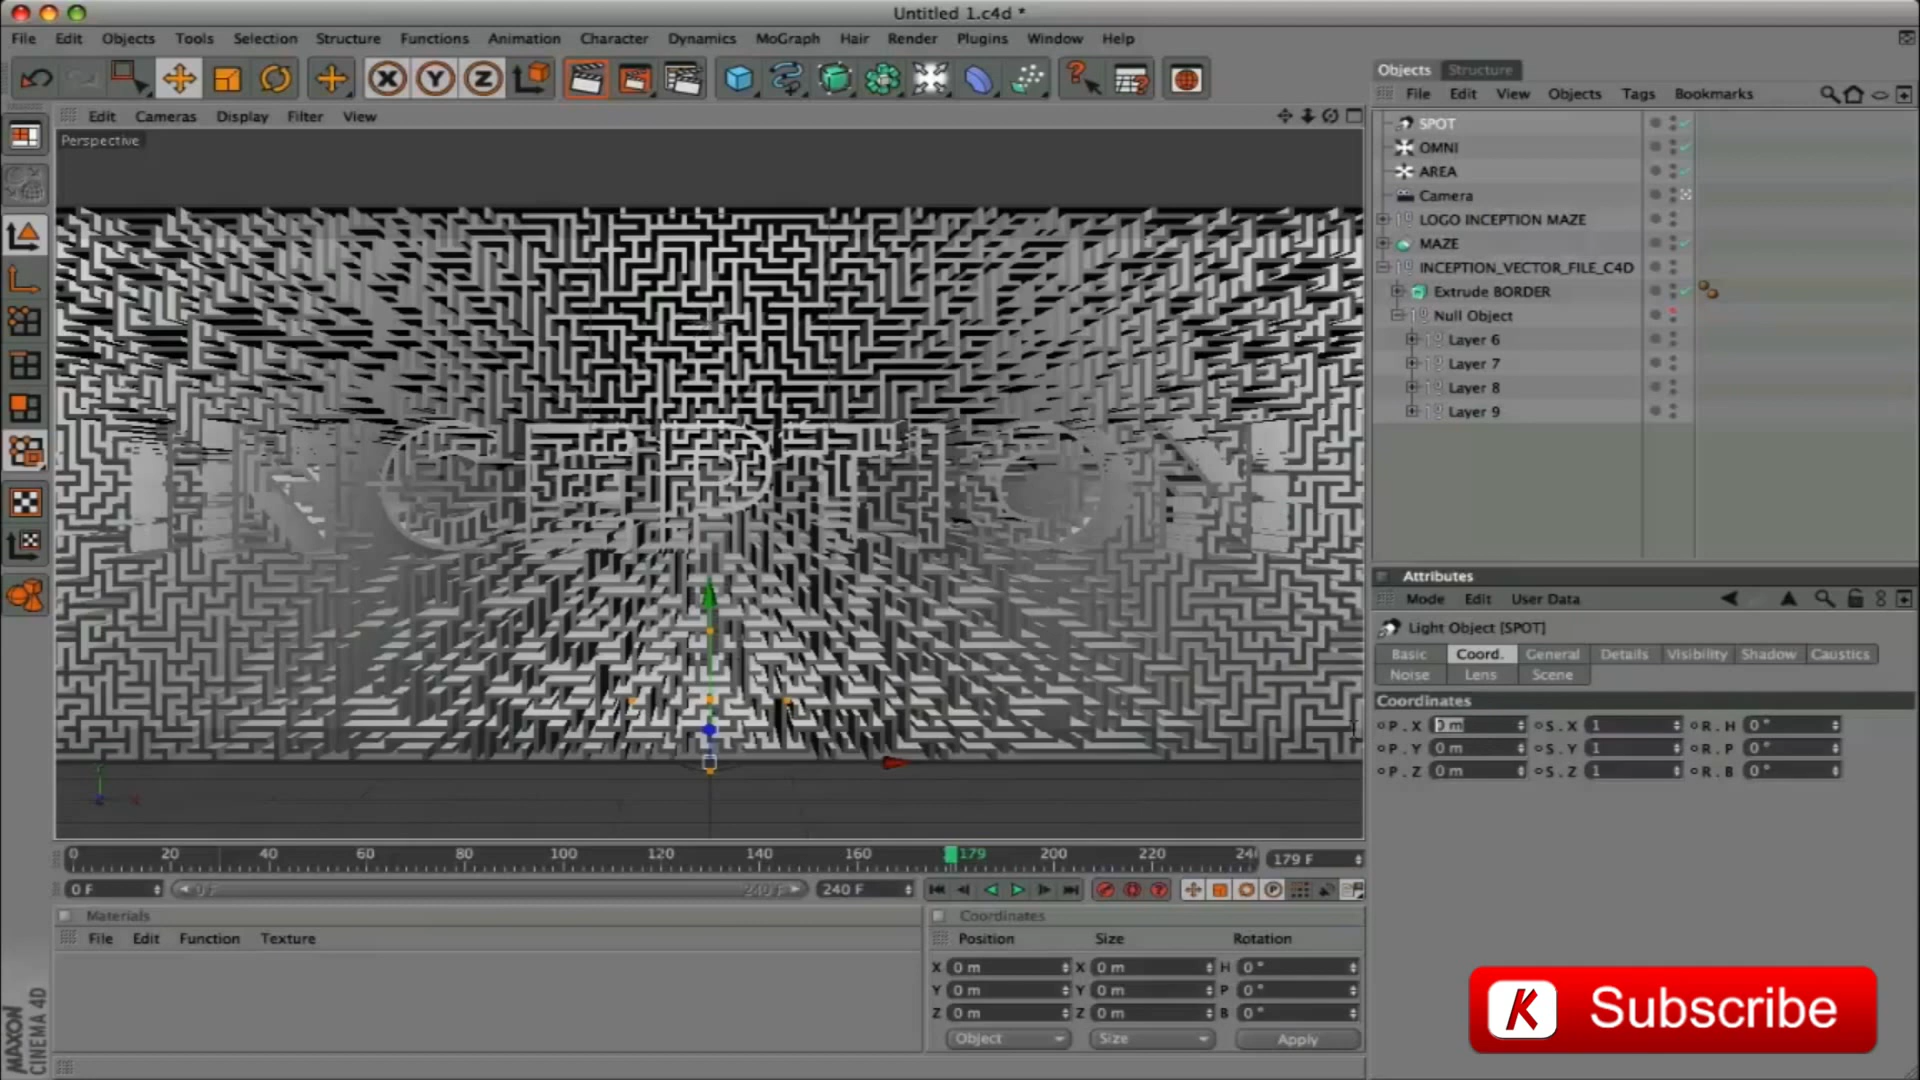 Untitled 1.c4d *
File Edit Objects Tools Selection Structure Functions Animation Character Dynamics MoGraph Hair Render Plugins Window Help
X Y Z
Objects Structure
File Edit View Objects Tags Bookmarks
Edit Cameras Display Filter View
Perspective
SPOT
OMNI
AREA
Camera
LOGO INCEPTION MAZE
MAZE
INCEPTION_VECTOR_FILE_C4D
Extrude BORDER
Null Object
Layer 6
Layer 7
Layer 8
Layer 9
INCEPTION
Attributes
Mode Edit User Data
Light Object [SPOT]
Basic Coord. General Details Visibility Shadow Caustics
Noise Lens Scene
Coordinates
P . X 0 m S . X 1 R . H 0 °
P . Y 0 m S . Y 1 R . P 0 °
P . Z 0 m S . Z 1 R . B 0 °
0 20 40 60 80 100 120 140 160 179 200 220 24 179 F
0 F 0 F 240 F 240 F
Materials
File Edit Function Texture
Coordinates
Position Size Rotation
X 0 m X 0 m H 0 °
Y 0 m Y 0 m P 0 °
Z 0 m Z 0 m B 0 °
Object Size Apply
MAXON
CINEMA 4D
K Subscribe